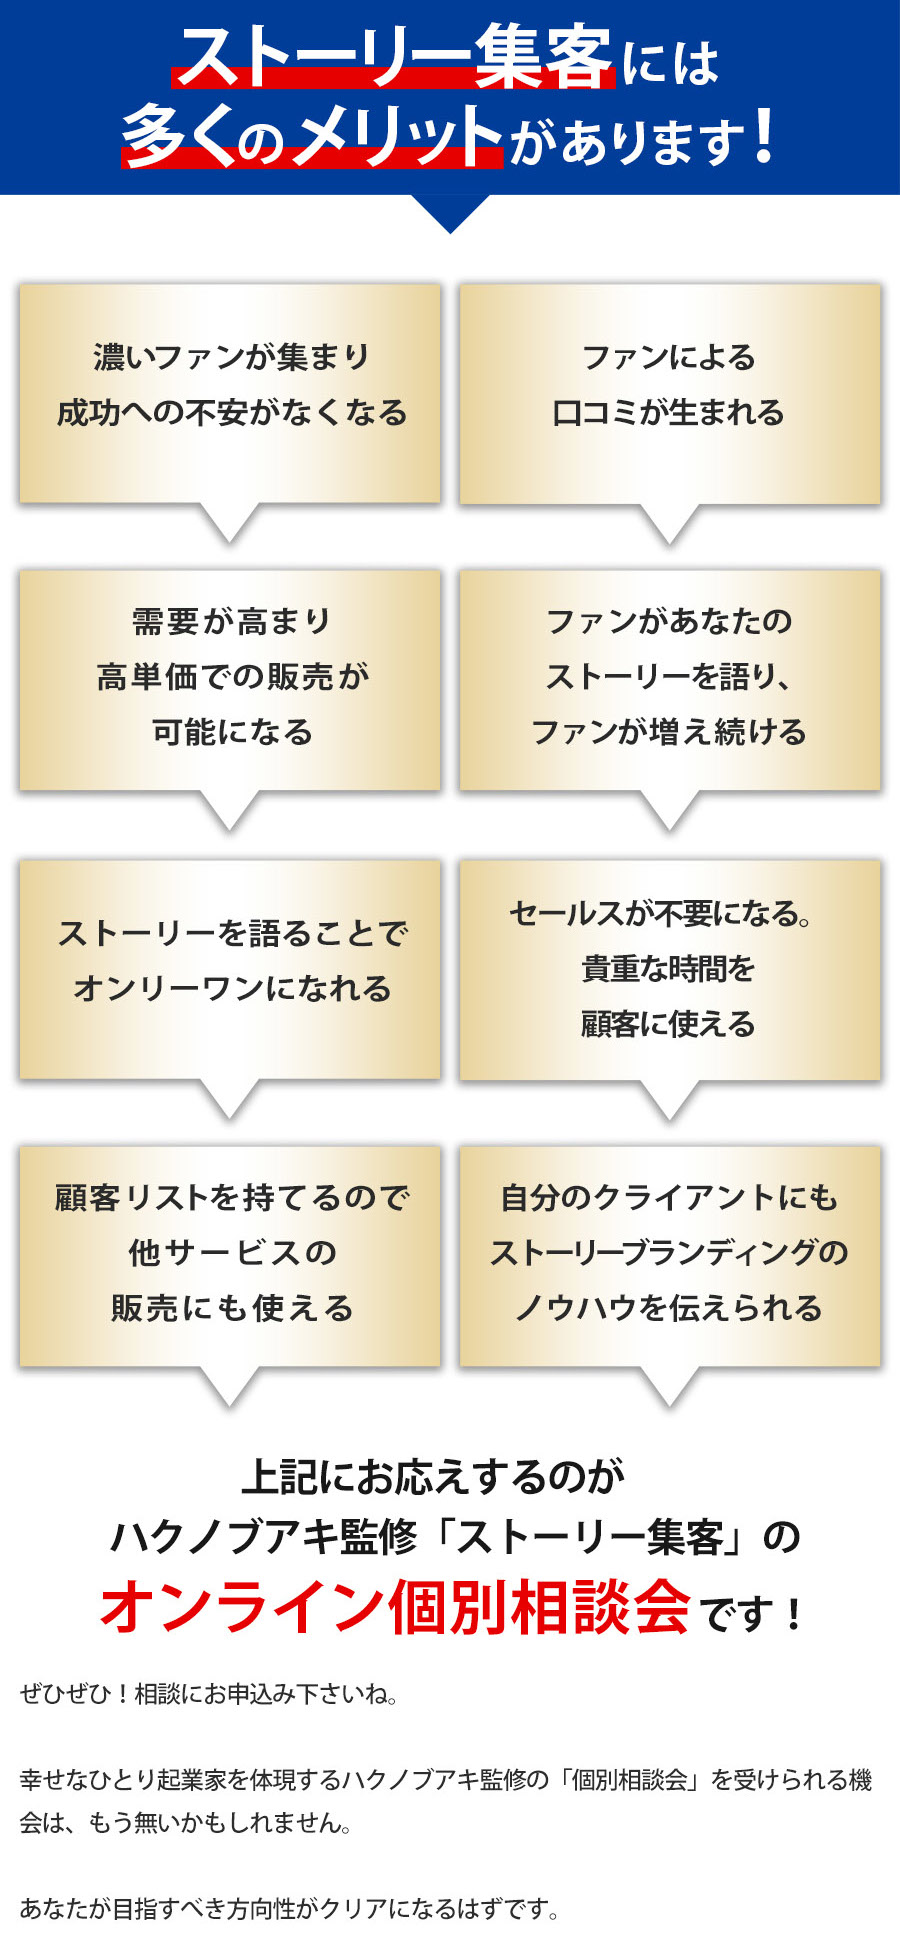 ストーリー集客には
多くのメリットがあります！
濃いファンが集まり
成功への不安がなくなる
ファンによる
口コミが生まれる
需要が高まり
高単価での販売が
可能になる
ファンがあなたの
ストーリーを語り、
ファンが増え続ける
ストーリーを語ることで
オンリーワンになれる
セールスが不要になる。
貴重な時間を
顧客に使える
顧客リストを持てるので
他サービスの
販売にも使える
自分のクライアントにも
ストーリーブランディングの
ノウハウを伝えられる
上記にお応えするのが
ハクノブアキ監修「ストーリー集客」の
オンライン個別相談会です！
ぜひぜひ！相談にお申込み下さいね。
幸せなひとり起業家を体現するハクノブアキ監修の「個別相談会」を受けられる機
会は、もう無いかもしれません。
あなたが目指すべき方向性がクリアになるはずです。